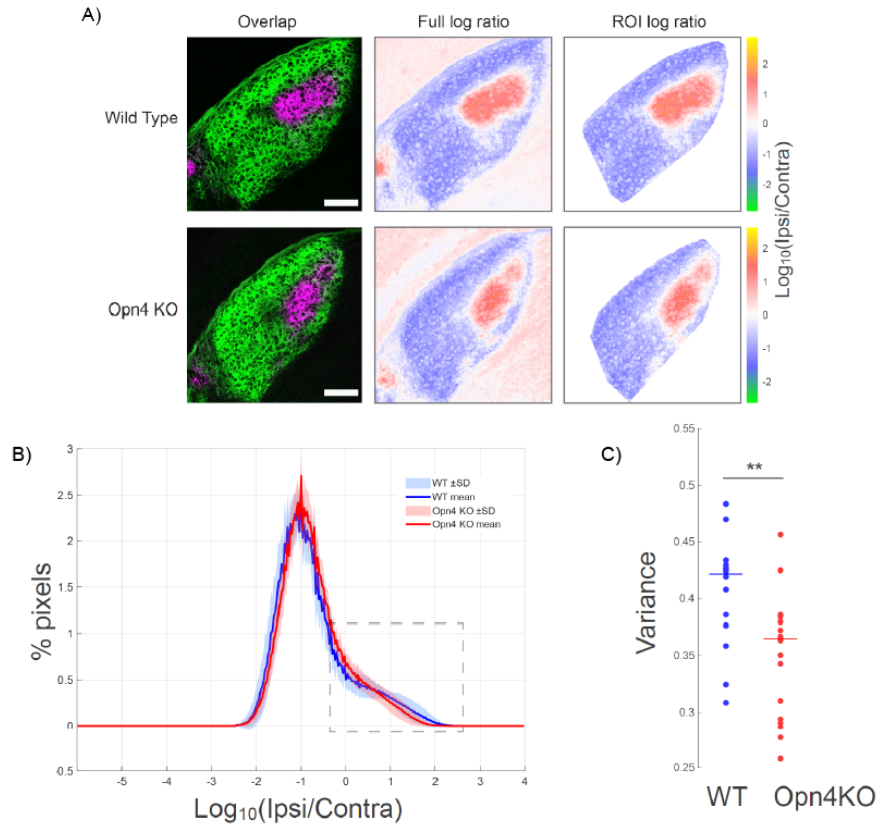 A)
Overlap
Full log ratio
ROI log ratio
Wild Type
Opn4 KO
2
1
0
-1
-2
2
1
0
-1
-2
Log10(Ipsi/Contra)
B)
3
2.5
2
1.5
1
0.5
0
0.5
% pixels
WT ±SD
WT mean
Opn4 KO ±SD
Opn4 KO mean
-5 -4 -3 -2 -1 0 1 2 3 4
Log10(Ipsi/Contra)
C)
0.55
0.5
0.45
0.4
0.35
0.3
0.25
Variance
**
WT Opn4KO